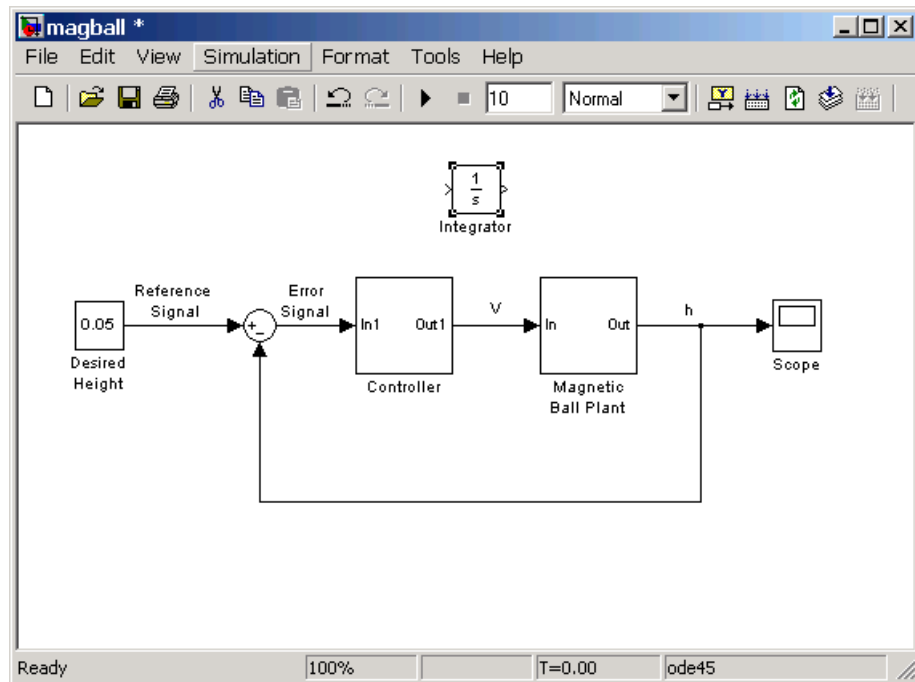 magball *
File Edit View Simulation Format Tools Help
10 Normal
1
s
Integrator
Reference
Signal
Error
Signal
0.05
Desired
Height
+
−
In1 Out1
Controller
V
In Out
Magnetic
Ball Plant
h
Scope
Ready 100% T=0.00 ode45